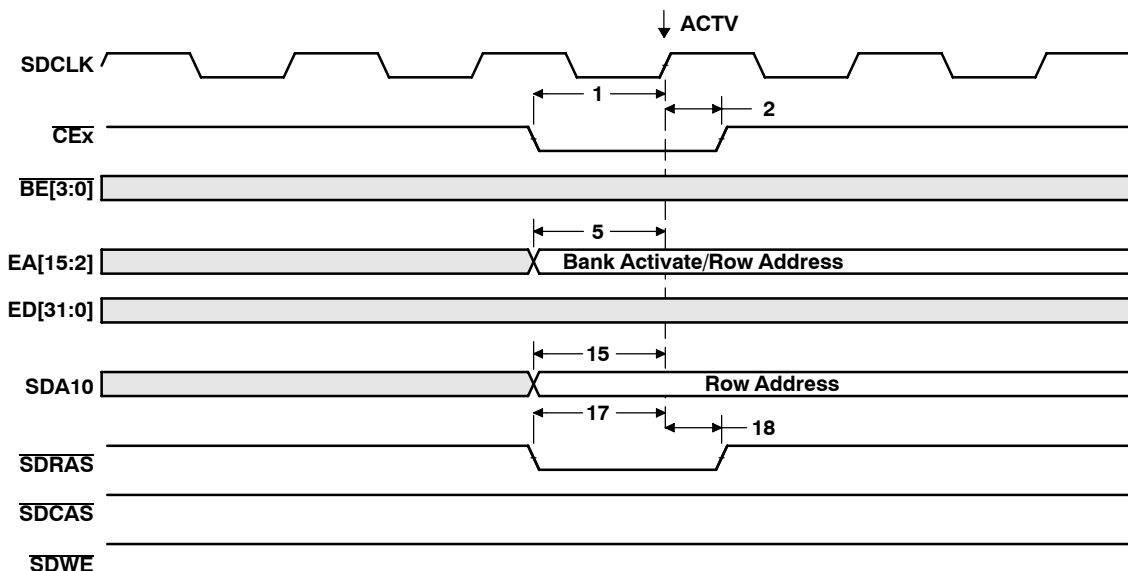 ACTV
SDCLK
1
2
CEx
BE[3:0]
5
EA[15:2]
Bank Activate/Row Address
ED[31:0]
15
SDA10
Row Address
17
18
SDRAS
SDCAS
SDWE